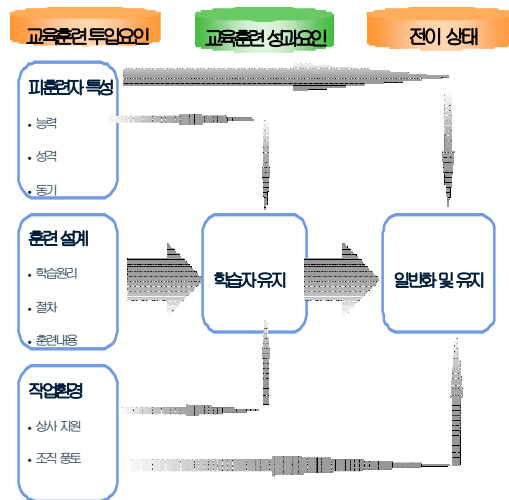 교육훈련 투입요인
교육훈련 성과요인
전이 상태
피훈련자 특성
• 능력
• 성격
• 동기
훈련 설계
• 학습원리
• 절차
• 훈련내용
학습자 유지
일반화 및 유지
작업환경
• 상사 지원
• 조직 풍토